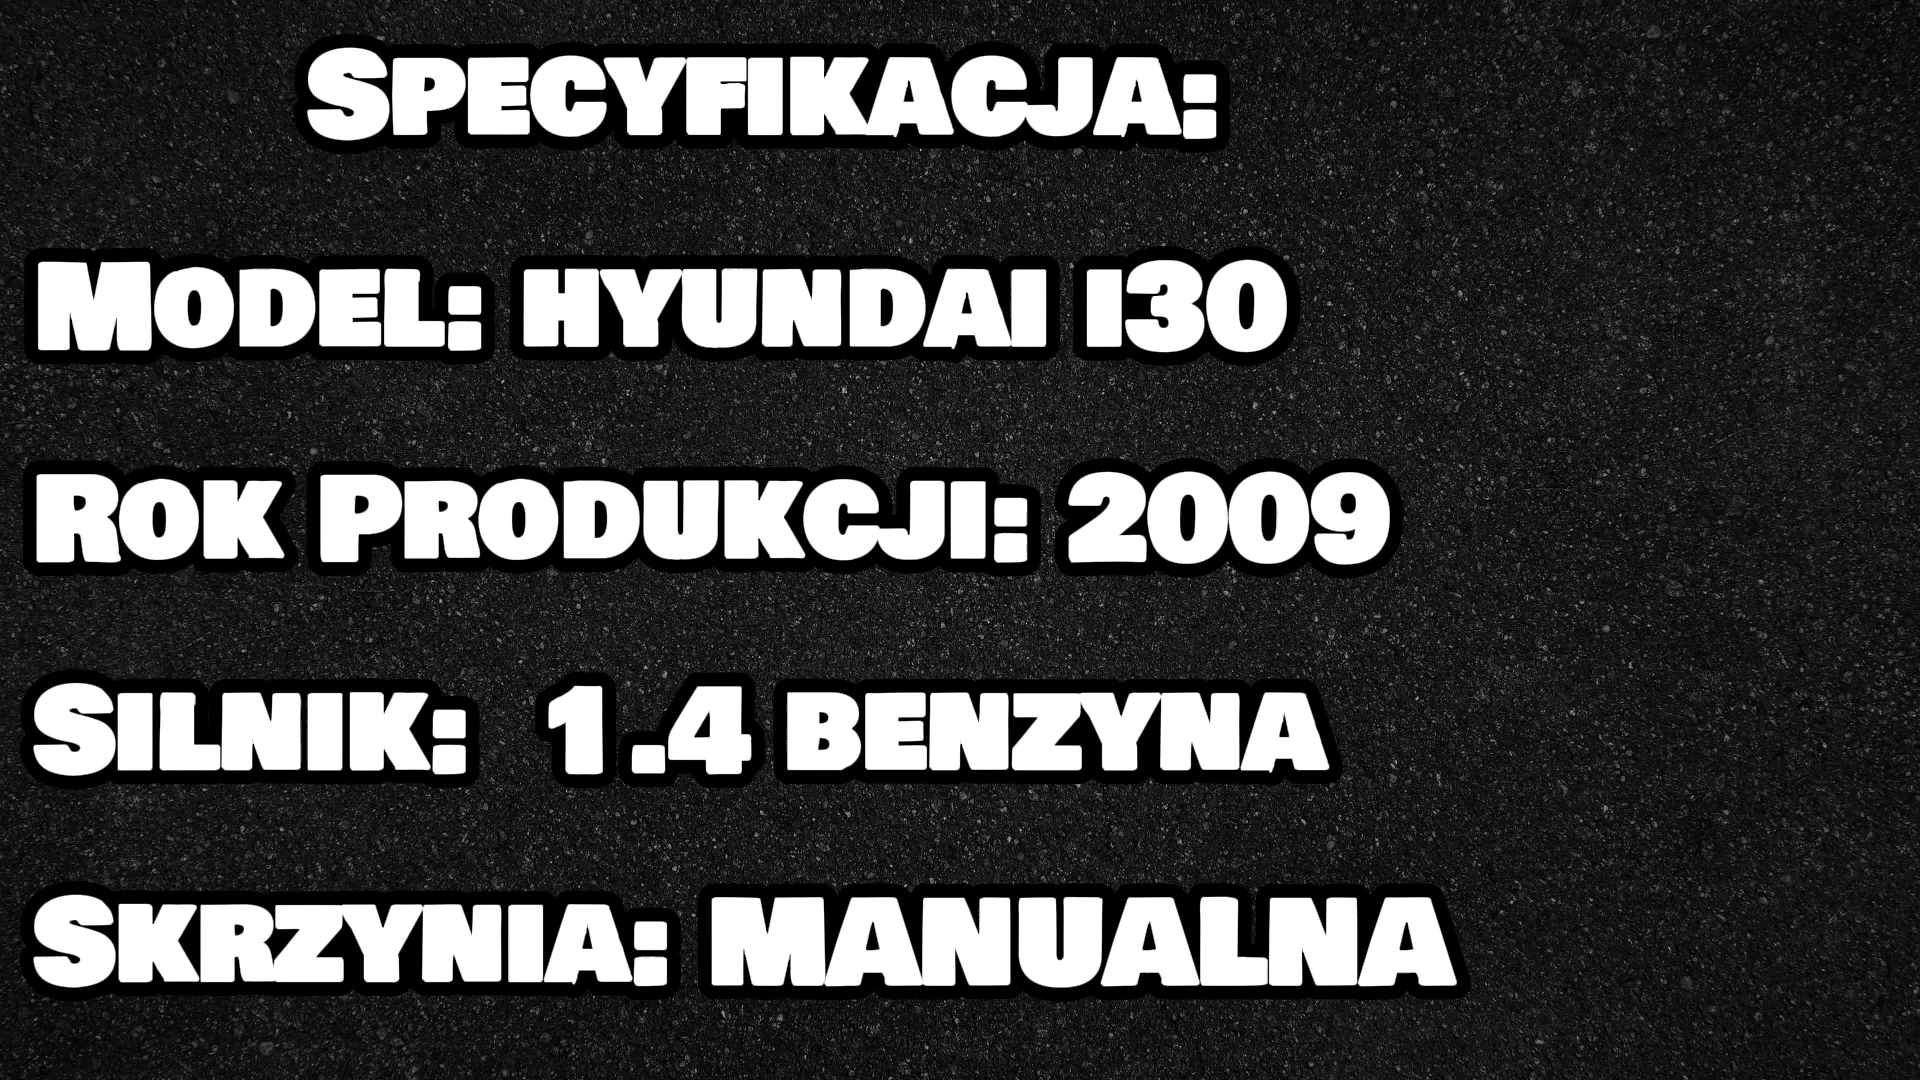 Specyfikacja:
Model: hyundai i30
Rok Produkcji: 2009
Silnik: 1.4 benzyna
Skrzynia: MANUALNA